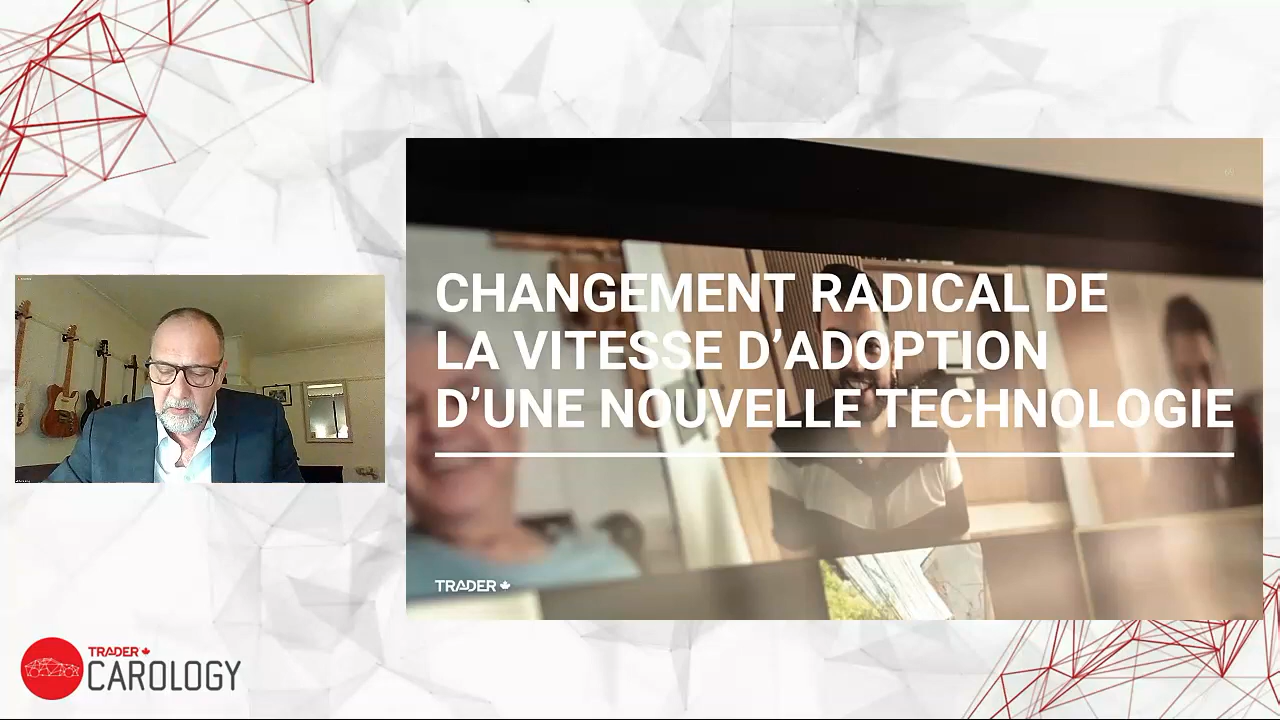 CHANGEMENT RADICAL DE
LA VITESSE D’ADOPTION
D’UNE NOUVELLE TECHNOLOGIE
TRADER
TRADER
CAROLOGY